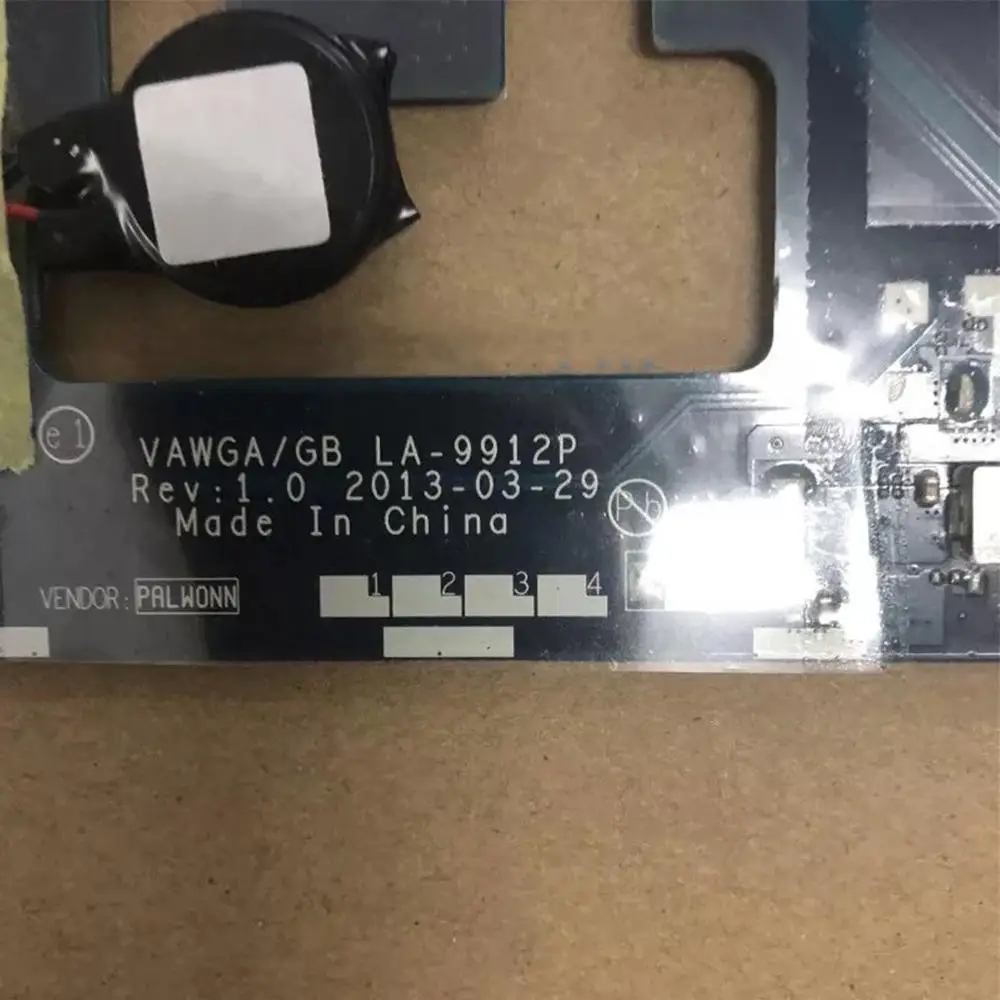 e1
VAWGA/GB LA-9912P
Rev:1.0 2013-03-29
Made In China
Pb
VENDOR: PALWONN
1 2 3 4